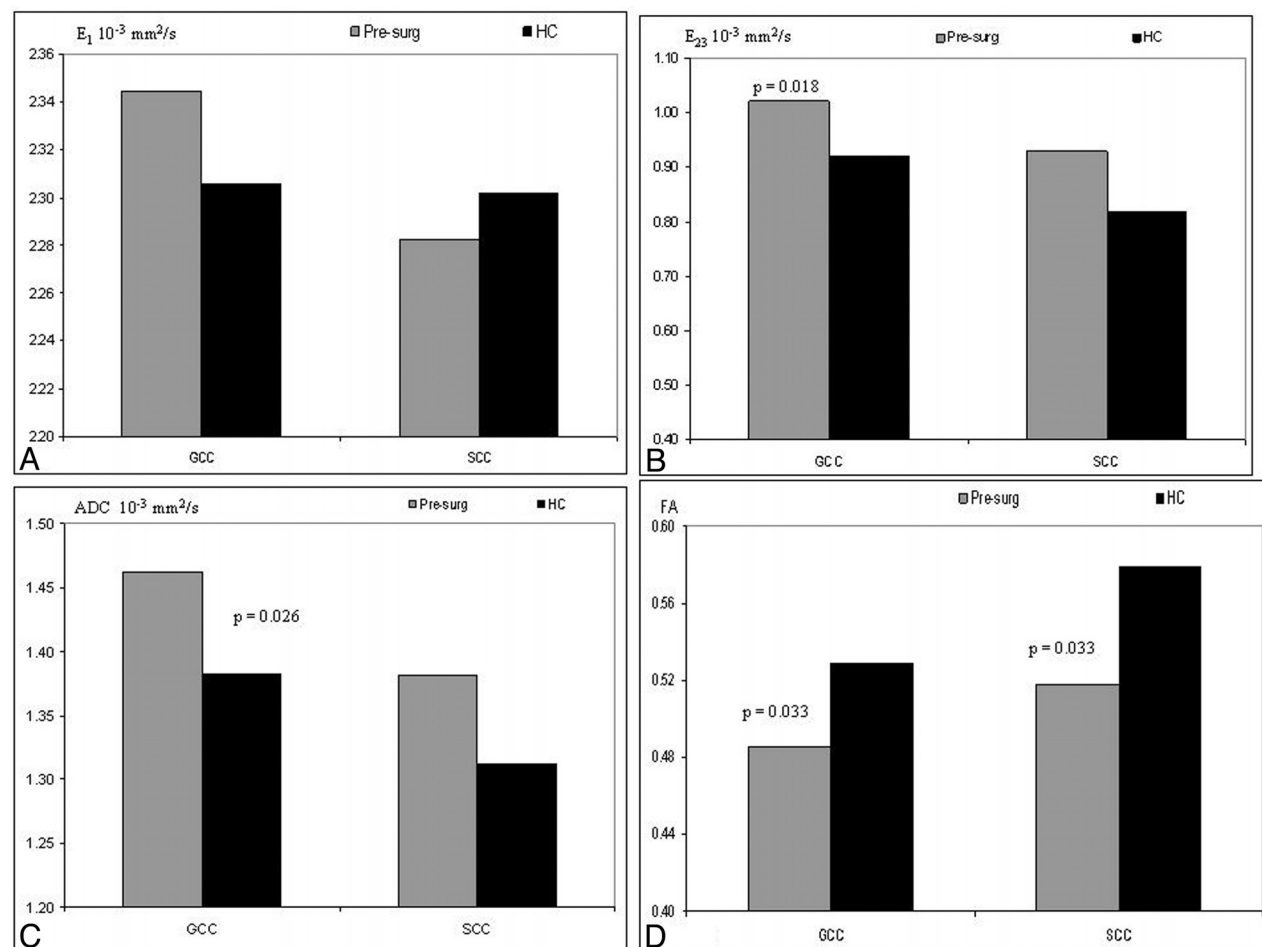 E₁ 10⁻³ mm²/s Pre-surg HC
236
234
232
230
228
226
224
222
220
GCC SCC
A
E₂₃ 10⁻³ mm²/s Pre-surg HC
1.10
p = 0.018
1.00
0.90
0.80
0.70
0.60
0.50
0.40
GCC SCC
B
ADC 10⁻³ mm²/s Pre-surg HC
1.50
1.45
p = 0.026
1.40
1.35
1.30
1.25
1.20
GCC SCC
C
FA Pre-surg HC
0.60
0.56
p = 0.033
0.52
p = 0.033
0.48
0.44
0.40
GCC SCC
D